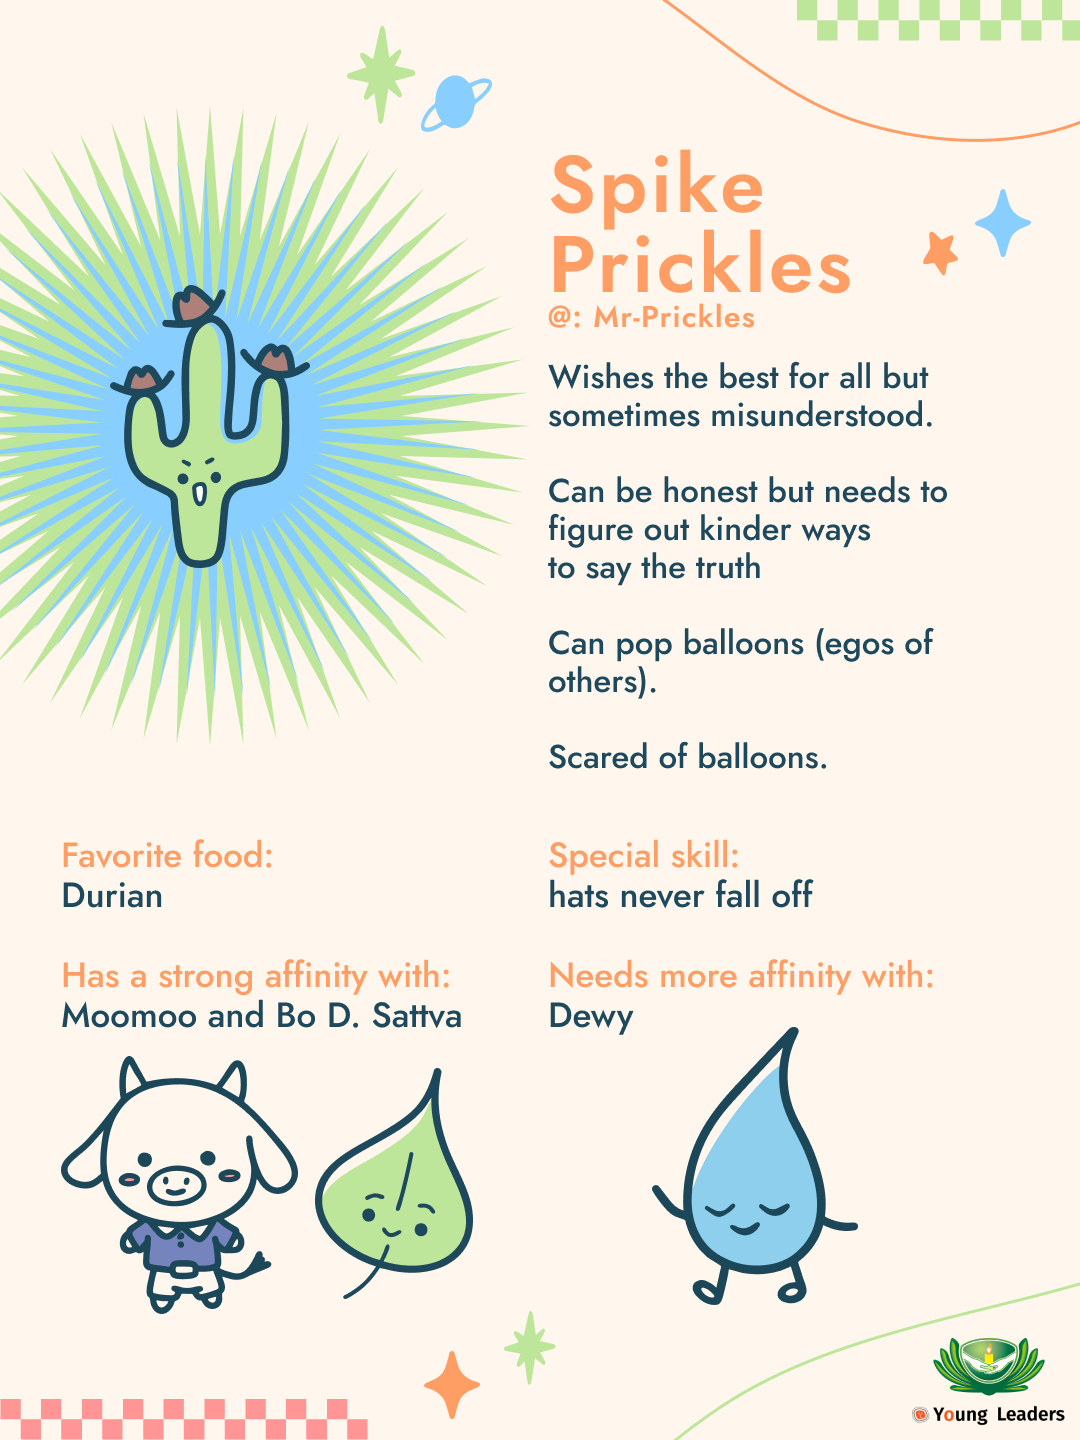 Spike
Prickles
@: Mr-Prickles
Wishes the best for all but
sometimes misunderstood.
Can be honest but needs to
figure out kinder ways
to say the truth
Can pop balloons (egos of
others).
Scared of balloons.
Favorite food:
Durian
Special skill:
hats never fall off
Has a strong affinity with:
Moomoo and Bo D. Sattva
Needs more affinity with:
Dewy
Young Leaders